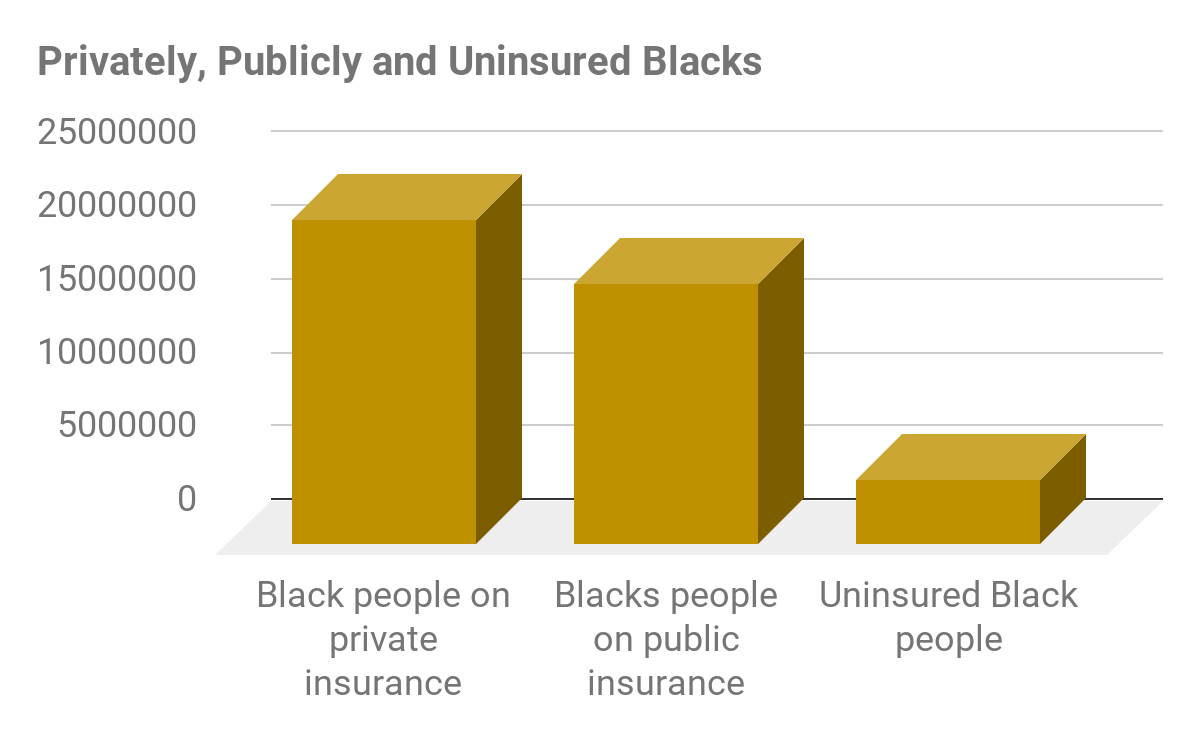 Privately, Publicly and Uninsured Blacks
25000000
20000000
15000000
10000000
5000000
0
Black people on
private
insurance
Blacks people
on public
insurance
Uninsured Black
people